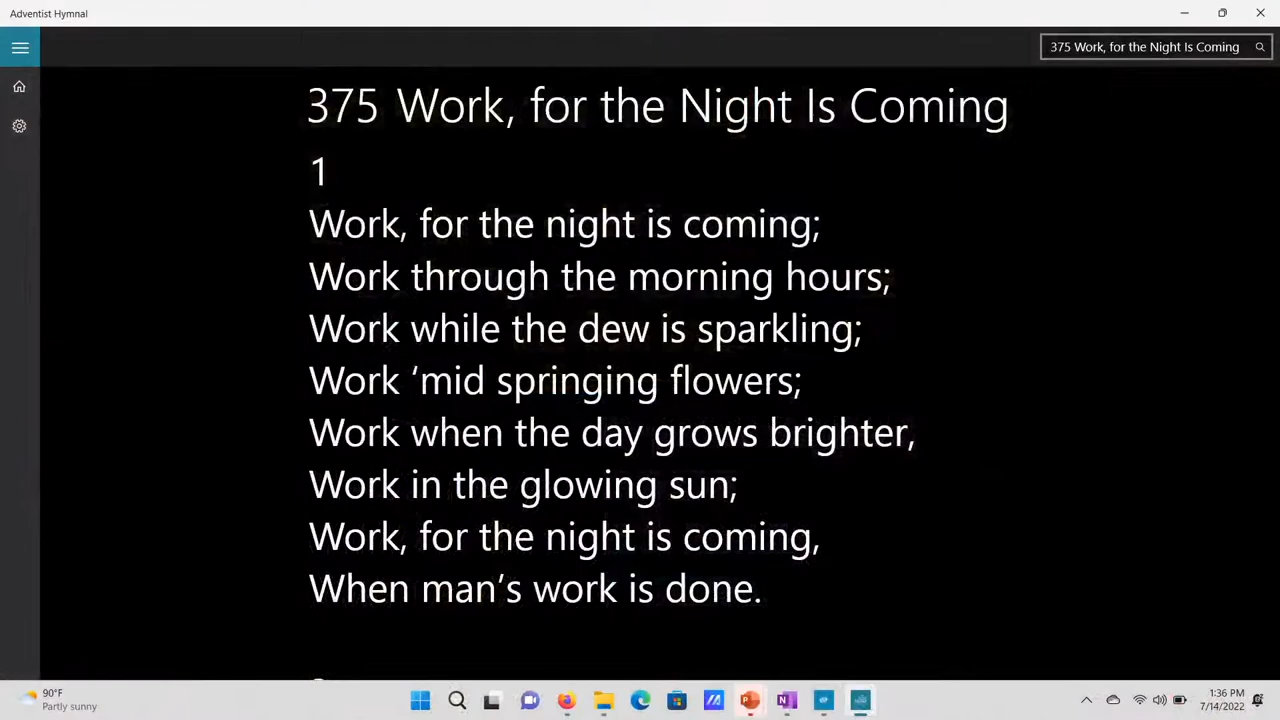 Adventist Hymnal
375 Work, for the Night Is Coming
375 Work, for the Night Is Coming
1
Work, for the night is coming;
Work through the morning hours;
Work while the dew is sparkling;
Work ‘mid springing flowers;
Work when the day grows brighter,
Work in the glowing sun;
Work, for the night is coming,
When man’s work is done.
90°F
Partly sunny
1:36 PM
7/14/2022